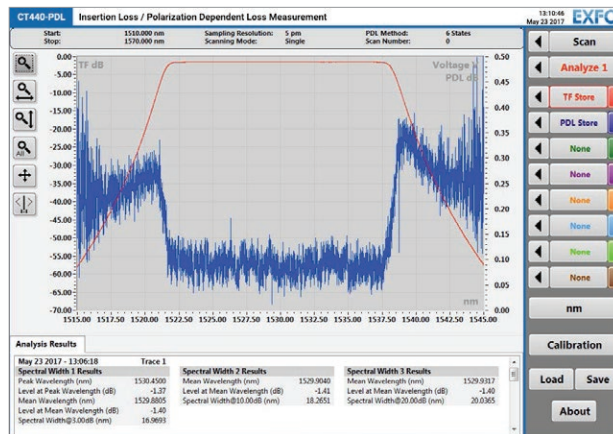 CT440-PDL Insertion Loss / Polarization Dependent Loss Measurement 13:10:46 May 23 2017 EXFO
Start: 1510.000 nm Sampling Resolution: 5 pm PDL Method: 6 States
Stop: 1570.000 nm Scanning Mode: Single Scan Number: 0
TF dB
Voltage V
PDL dB
0.00 0.50
-5.00
-10.00 0.45
-15.00 0.40
-20.00
-25.00 0.35
-30.00 0.30
-35.00 0.25
-40.00
-45.00 0.20
-50.00 0.15
-55.00
-60.00 0.10
-65.00 0.05
-70.00 0.00
nm
1515.00 1517.50 1520.00 1522.50 1525.00 1527.50 1530.00 1532.50 1535.00 1537.50 1540.00 1542.50 1545.00
All
Scan
Analyze 1
TF Store
PDL Store
None
None
None
None
None
None
nm
Calibration
Load Save
About
Analysis Results
May 23 2017 - 13:06:18 Trace 1
Spectral Width 1 Results
Peak Wavelength (nm) 1530.4500
Level at Peak Wavelength (dB) -1.37
Mean Wavelength (nm) 1529.8805
Level at Mean Wavelength (dB) -1.40
Spectral Width@3.00dB (nm) 16.9693
Spectral Width 2 Results
Mean Wavelength (nm) 1529.9040
Level at Mean Wavelength (dB) -1.41
Spectral Width@10.00dB (nm) 18.2651
Spectral Width 3 Results
Mean Wavelength (nm) 1529.9317
Level at Mean Wavelength (dB) -1.40
Spectral Width@20.00dB (nm) 20.0365